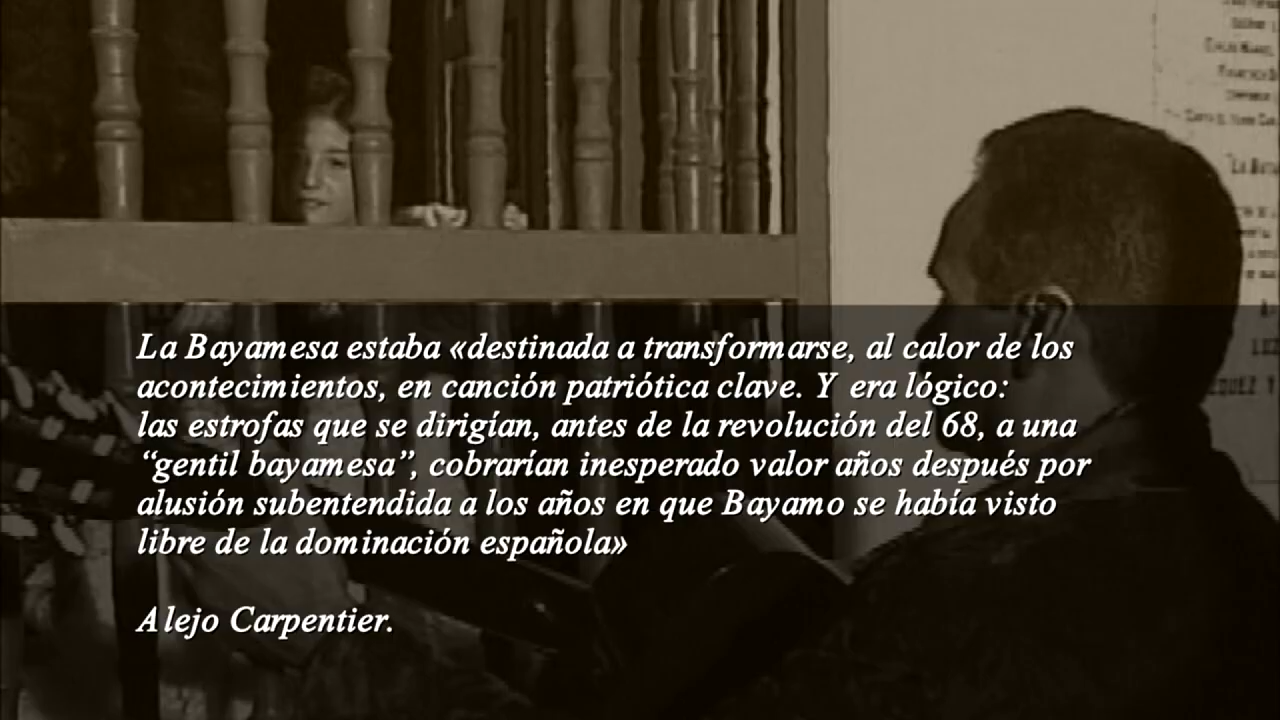 "LA BAYA
La Bayamesa estaba «destinada a transformarse, al calor de los
acontecimientos, en canción patriótica clave. Y era lógico:
las estrofas que se dirigían, antes de la revolución del 68, a una
“gentil bayamesa”, cobrarían inesperado valor años después por
alusión subentendida a los años en que Bayamo se había visto
libre de la dominación española»
Alejo Carpentier.